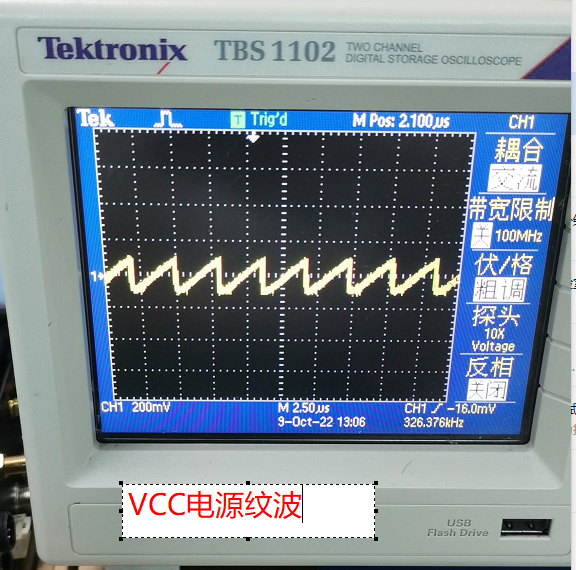 Tektronix TBS 1102 TWO CHANNEL
DIGITAL STORAGE OSCILLOSCOPE
Tek T Trig'd M Pos: 2.100µs CH1
耦合
交流
带宽限制
关 100MHz
伏/格
粗调
探头
10X
Voltage
反相
关闭
1
CH1 200mV M 2.50µs CH1 -16.0mV
9-Oct-22 13:06 326.376kHz
VCC电源纹波
USB
Flash Drive